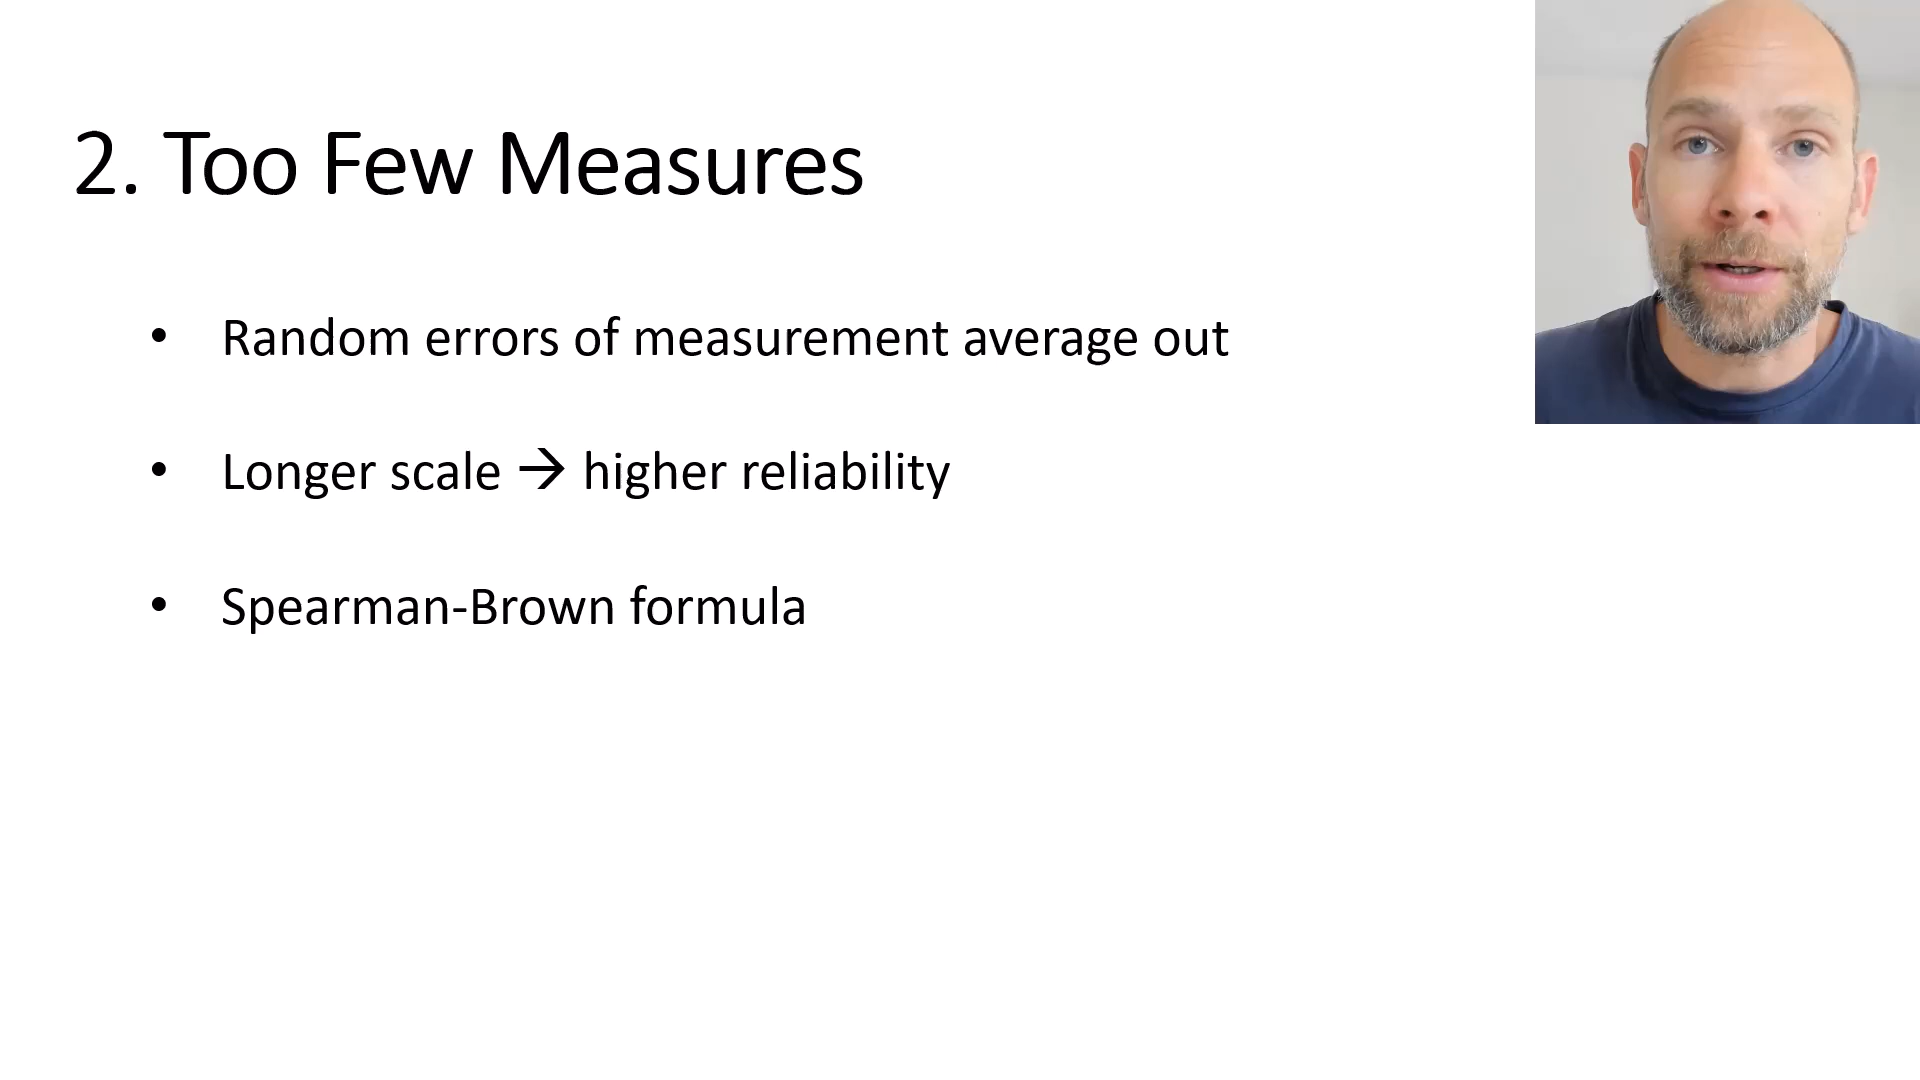 2. Too Few Measures
• Random errors of measurement average out
• Longer scale → higher reliability
• Spearman-Brown formula